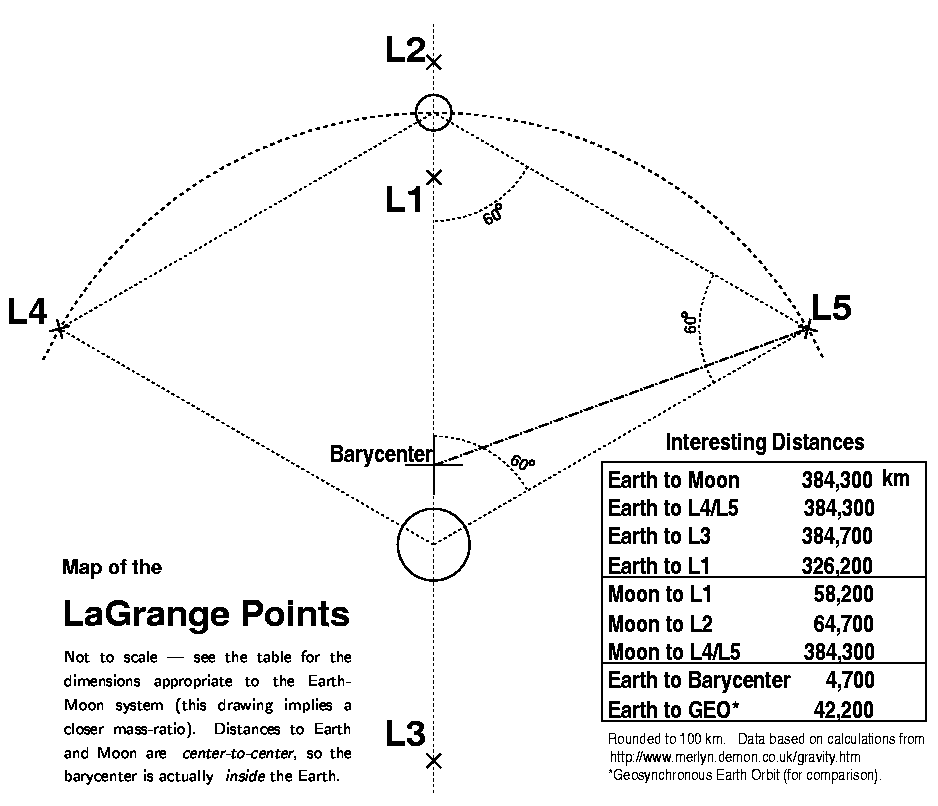 L2
L1
60º
L4
L5
60º
Barycenter
60º
Interesting Distances
Earth to Moon 384,300 km
Earth to L4/L5 384,300
Earth to L3 384,700
Earth to L1 326,200
Moon to L1 58,200
Moon to L2 64,700
Moon to L4/L5 384,300
Earth to Barycenter 4,700
Earth to GEO* 42,200
Rounded to 100 km. Data based on calculations from
http://www.merlyn.demon.co.uk/gravity.htm
*Geosynchronous Earth Orbit (for comparison).
Map of the
LaGrange Points
Not to scale — see the table for the
dimensions appropriate to the Earth-
Moon system (this drawing implies a
closer mass-ratio). Distances to Earth
and Moon are center-to-center, so the
barycenter is actually inside the Earth.
L3